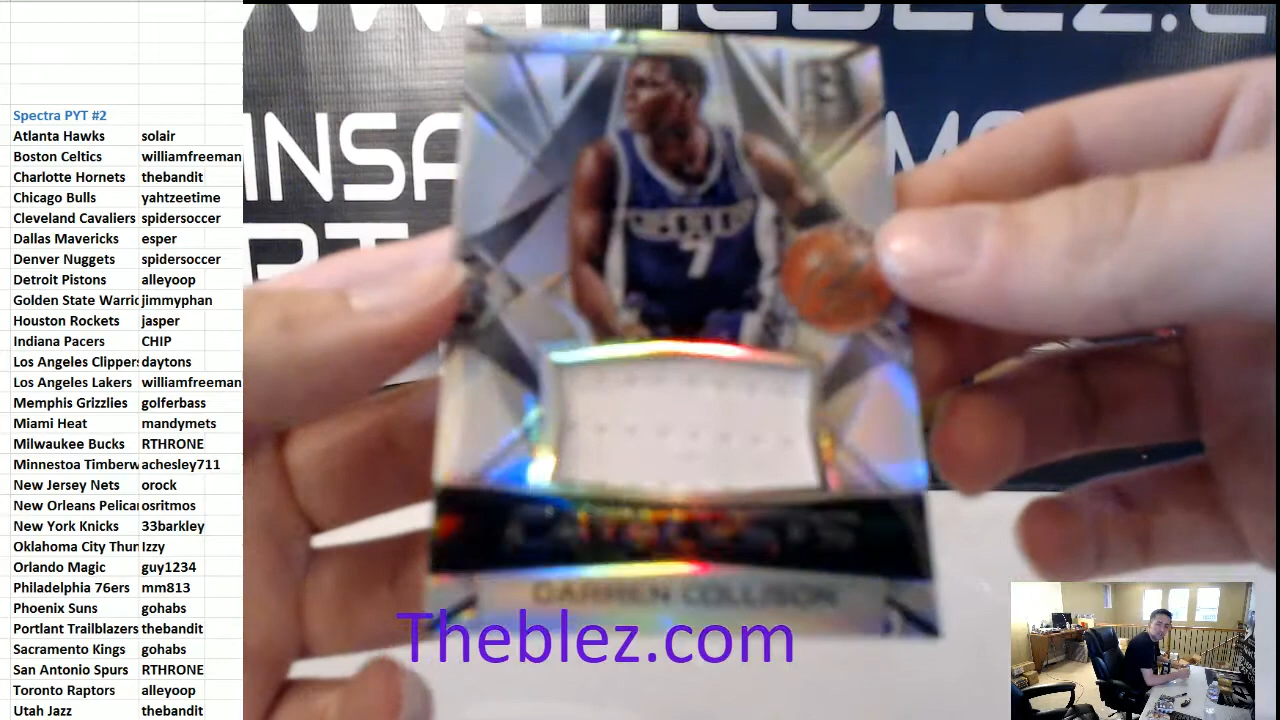 Spectra PYT #2
Atlanta Hawks solair
Boston Celtics williamfreeman
Charlotte Hornets thebandit
Chicago Bulls yahtzeetime
Cleveland Cavaliers spidersoccer
Dallas Mavericks esper
Denver Nuggets spidersoccer
Detroit Pistons alleyoop
Golden State Warric jimmyphan
Houston Rockets jasper
Indiana Pacers CHIP
Los Angeles Clippers daytons
Los Angeles Lakers williamfreeman
Memphis Grizzlies golferbass
Miami Heat mandymets
Milwaukee Bucks RTHRONE
Minnestoa Timberw achesley711
New Jersey Nets orock
New Orleans Pelican osritmos
New York Knicks 33barkley
Oklahoma City Thun Izzy
Orlando Magic guy1234
Philadelphia 76ers mm813
Phoenix Suns gohabs
Portlant Trailblazers thebandit
Sacramento Kings gohabs
San Antonio Spurs RTHRONE
Toronto Raptors alleyoop
Utah Jazz thebandit
7
DARREN COLLISON
Theblez.com